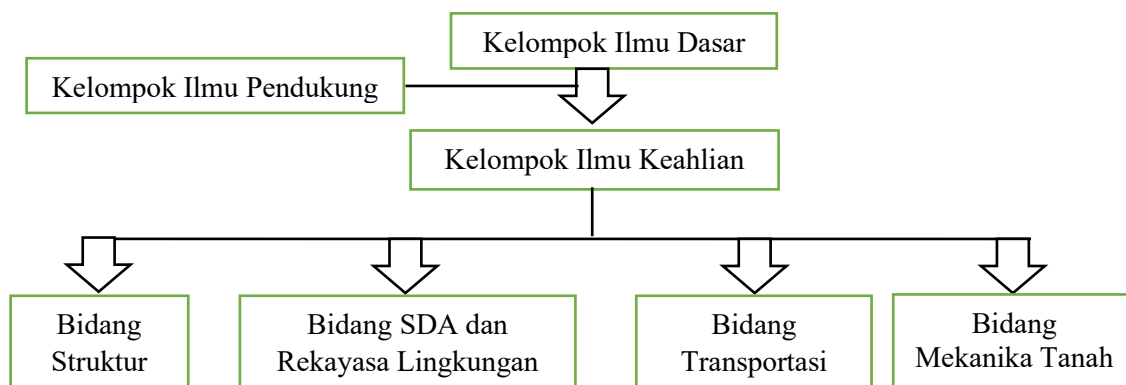 Kelompok Ilmu Dasar
Kelompok Ilmu Pendukung
Kelompok Ilmu Keahlian
Bidang
Struktur
Bidang SDA dan
Rekayasa Lingkungan
Bidang
Transportasi
Bidang
Mekanika Tanah